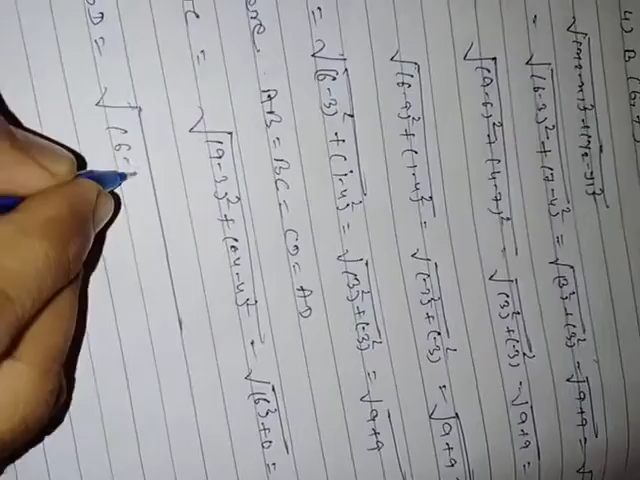 4) B (6,7)
√(x2-x1)²+(y2-y1)²
= √(6-3)²+(7-4)² = √(3)²+(3)² = √9+9 = √
√(9-6)²+(4-7)² = √(3)²+(-3)² = √9+9 =
√(6-9)²+(1-4)² = √(-3)²+(-3)² = √9+9
= √(6-3)²+(1-4)² = √(3)²+(-3)² = √9+9
AB = BC = CD = AD
C = √(9-3)²+(4-4)² = √(6)²+0 =
BD = √(6-